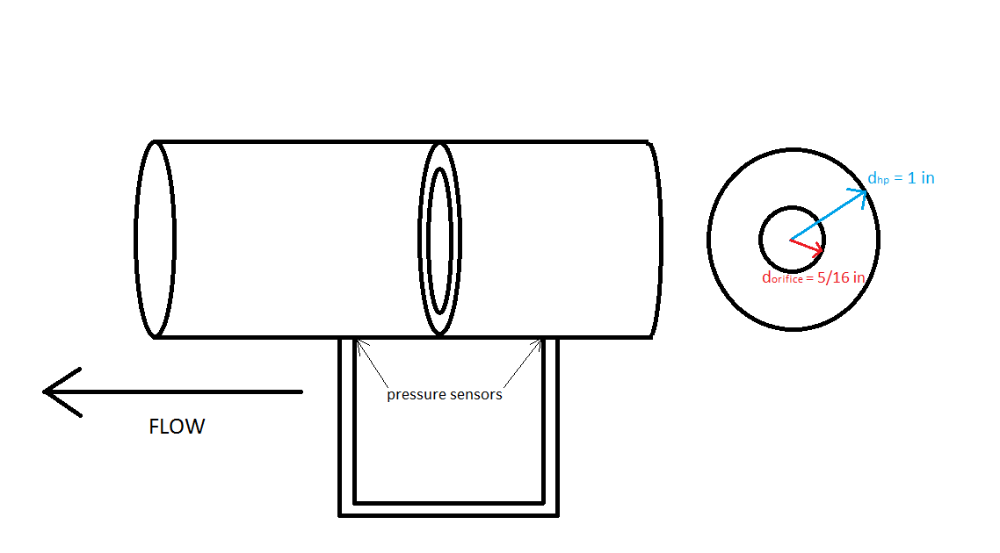 dhp = 1 in
dorifice = 5/16 in
pressure sensors
FLOW